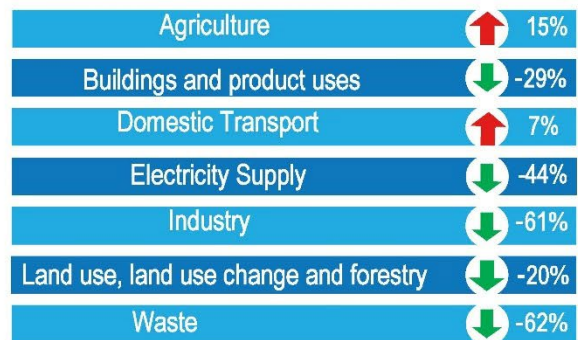 Agriculture 15%
Buildings and product uses -29%
Domestic Transport 7%
Electricity Supply -44%
Industry -61%
Land use, land use change and forestry -20%
Waste -62%